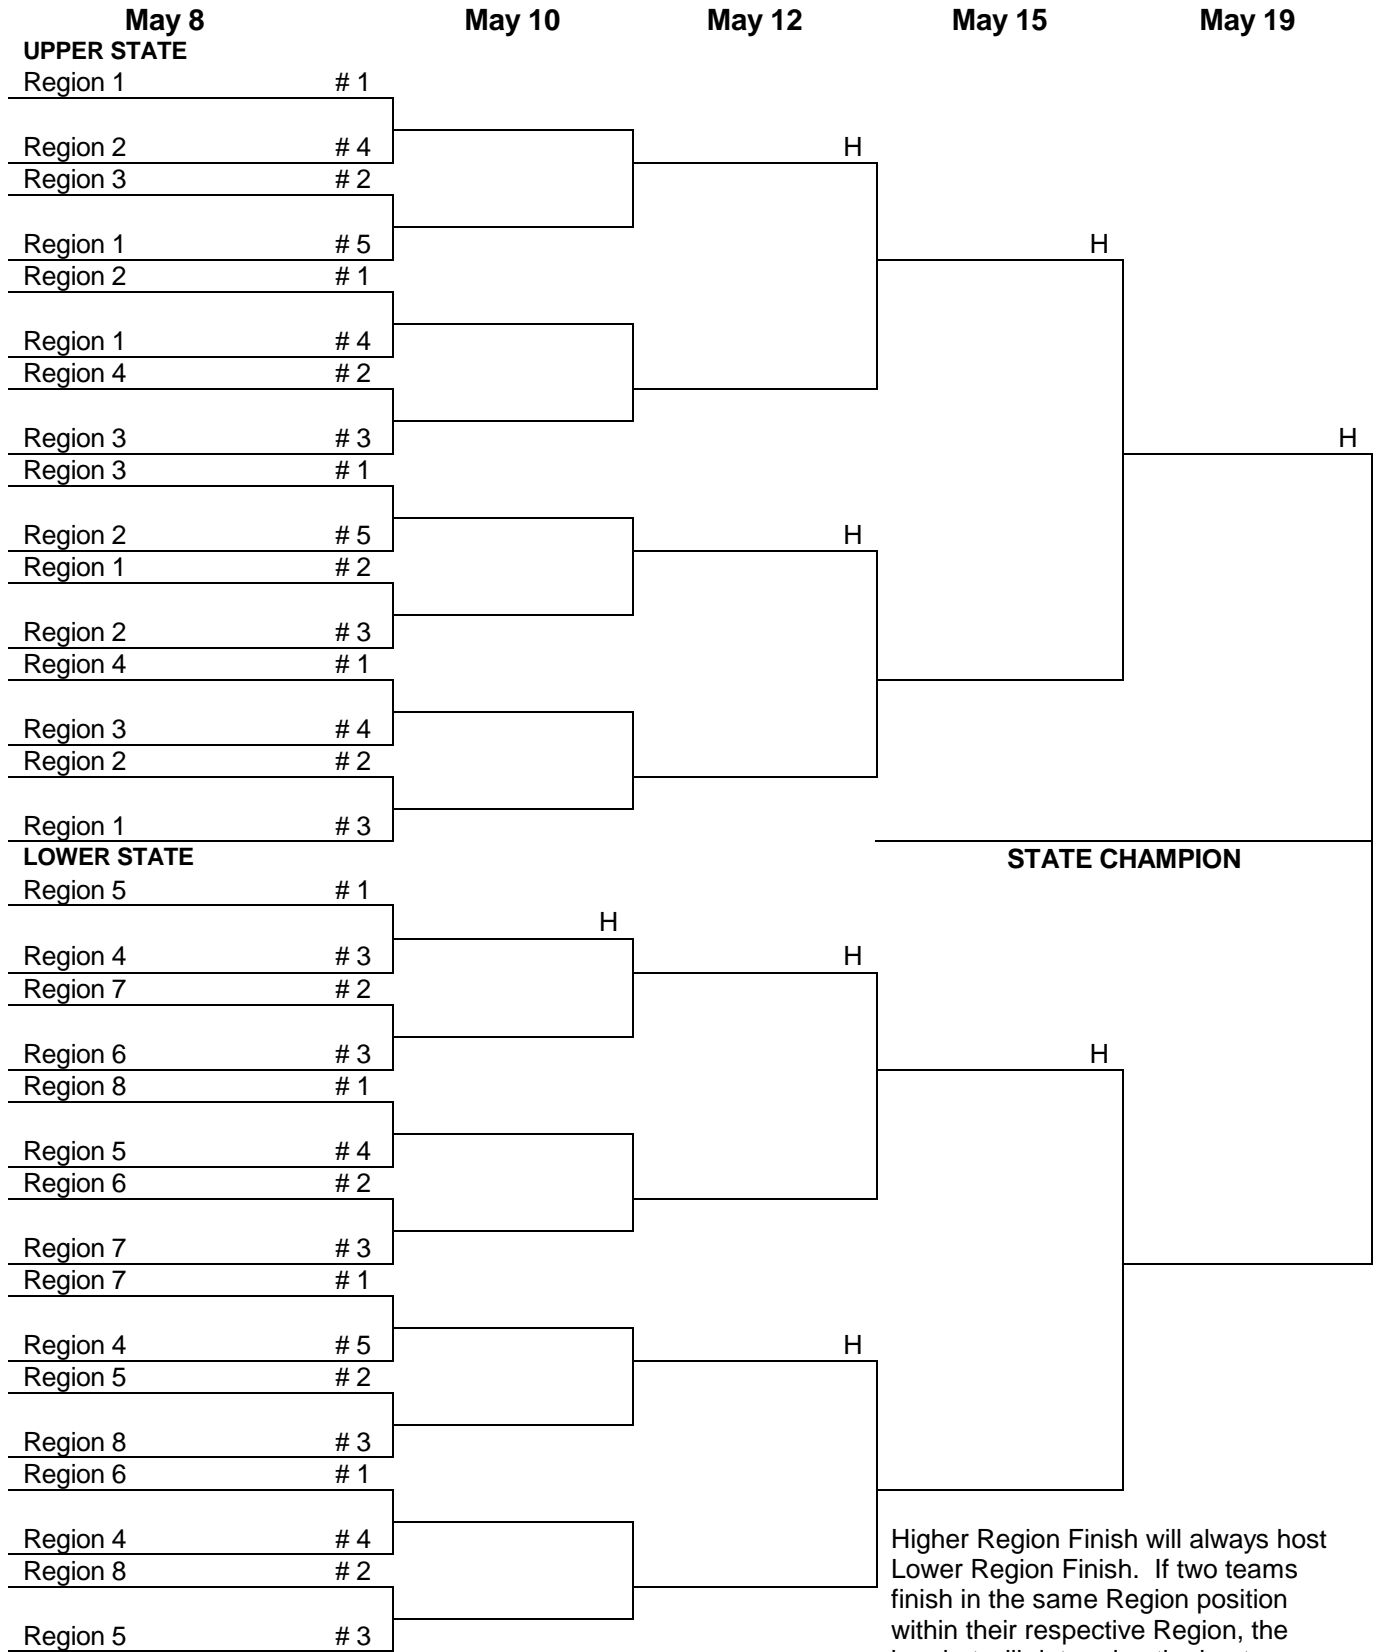 May 8 May 10 May 12 May 15 May 19
UPPER STATE
Region 1 # 1
Region 2 # 4 H
Region 3 # 2
Region 1 # 5 H
Region 2 # 1
Region 1 # 4
Region 4 # 2
Region 3 # 3 H
Region 3 # 1
Region 2 # 5 H
Region 1 # 2
Region 2 # 3
Region 4 # 1
Region 3 # 4
Region 2 # 2
Region 1 # 3
LOWER STATE STATE CHAMPION
Region 5 # 1
H
Region 4 # 3 H
Region 7 # 2
Region 6 # 3 H
Region 8 # 1
Region 5 # 4
Region 6 # 2
Region 7 # 3
Region 7 # 1
Region 4 # 5 H
Region 5 # 2
Region 8 # 3
Region 6 # 1
Region 4 # 4
Region 8 # 2
Region 5 # 3
Higher Region Finish will always host
Lower Region Finish. If two teams
finish in the same Region position
within their respective Region, the